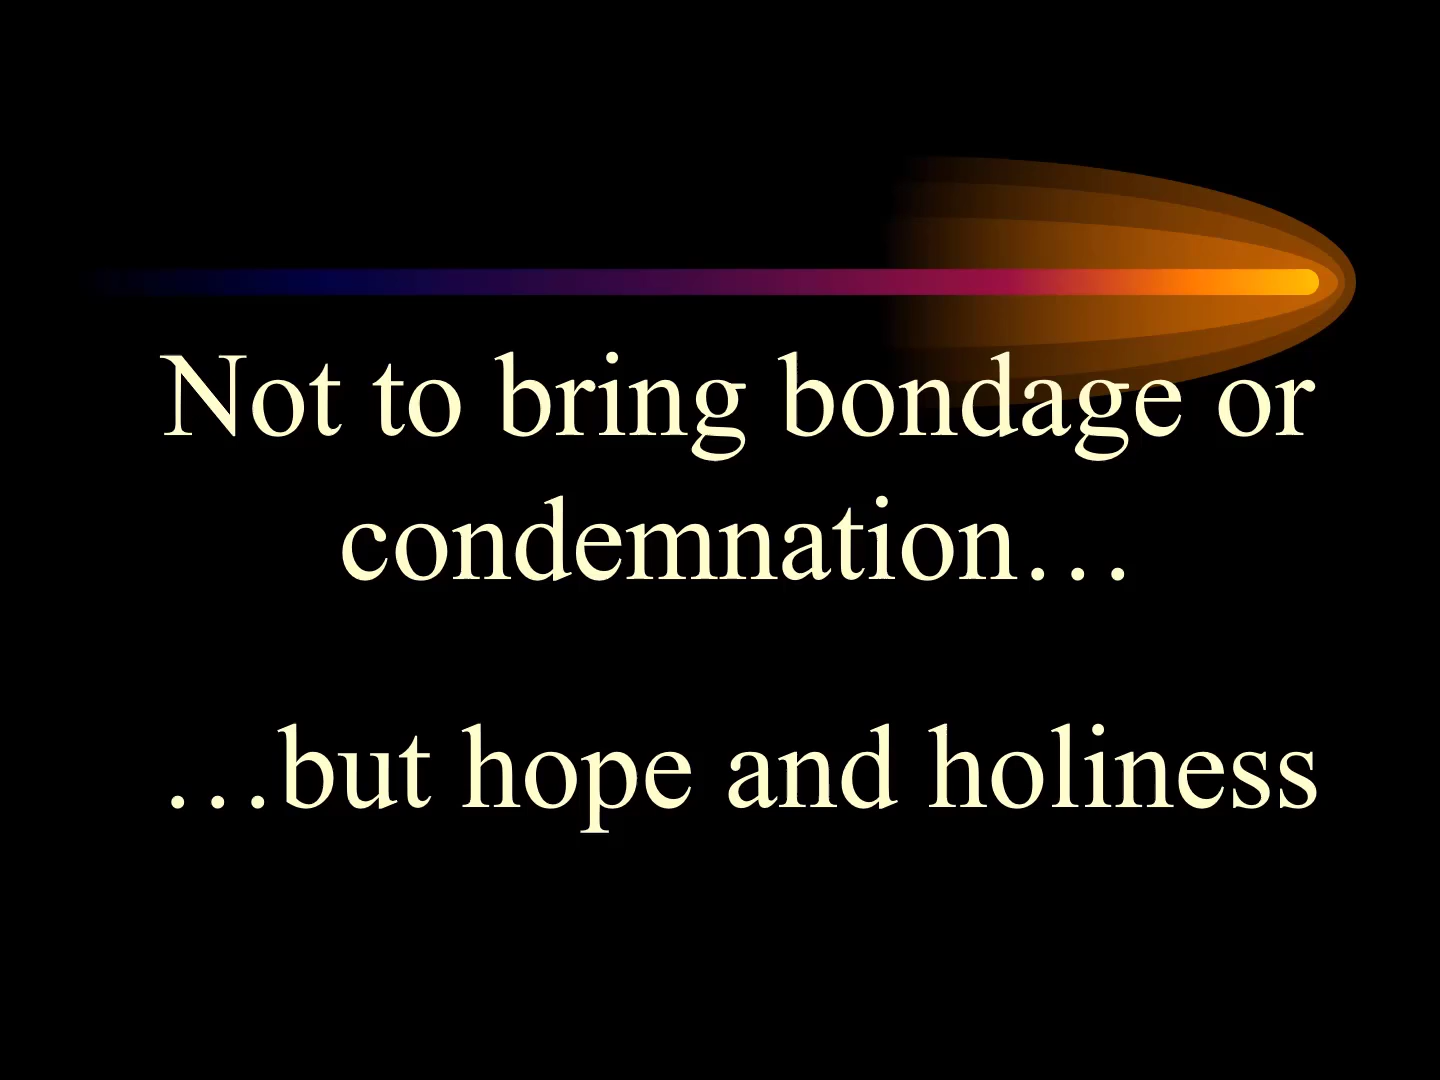 Not to bring bondage or
condemnation…
…but hope and holiness